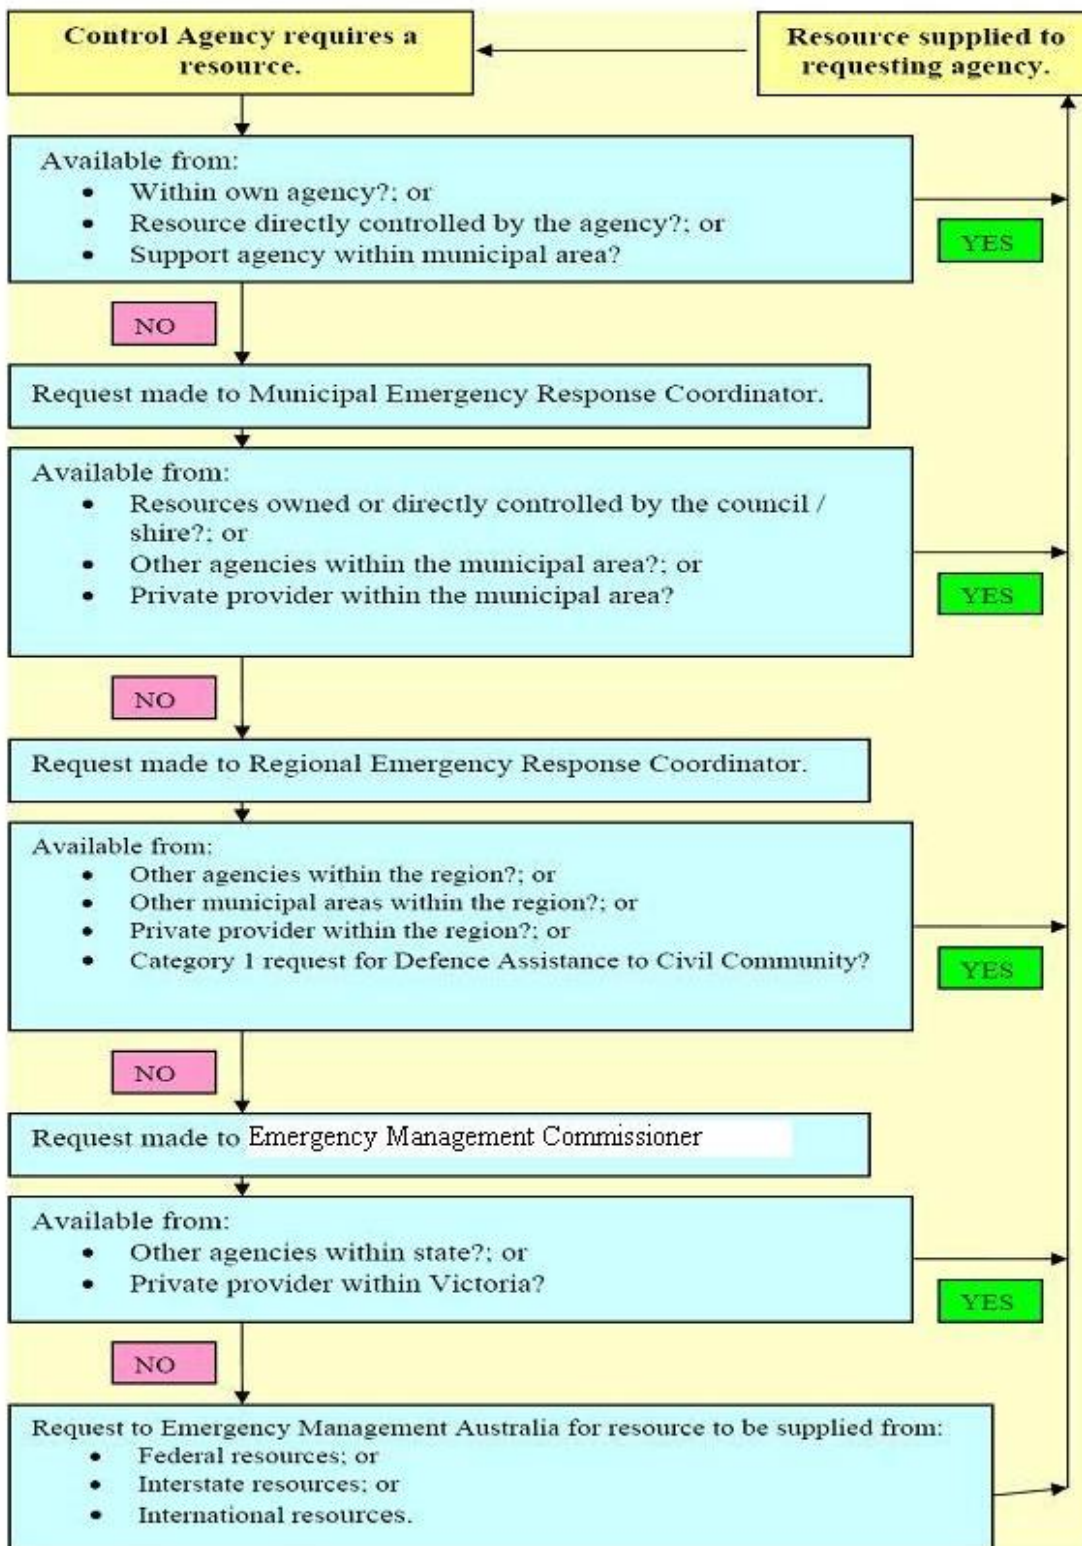 Control Agency requires a
resource.
Resource supplied to
requesting agency.
Available from:
• Within own agency?; or
• Resource directly controlled by the agency?; or
• Support agency within municipal area?
YES
NO
Request made to Municipal Emergency Response Coordinator.
Available from:
• Resources owned or directly controlled by the council /
shire?; or
• Other agencies within the municipal area?; or
• Private provider within the municipal area?
YES
NO
Request made to Regional Emergency Response Coordinator.
Available from:
• Other agencies within the region?; or
• Other municipal areas within the region?; or
• Private provider within the region?; or
• Category 1 request for Defence Assistance to Civil Community?
YES
NO
Request made to Emergency Management Commissioner
Available from:
• Other agencies within state?; or
• Private provider within Victoria?
YES
NO
Request to Emergency Management Australia for resource to be supplied from:
• Federal resources; or
• Interstate resources; or
• International resources.